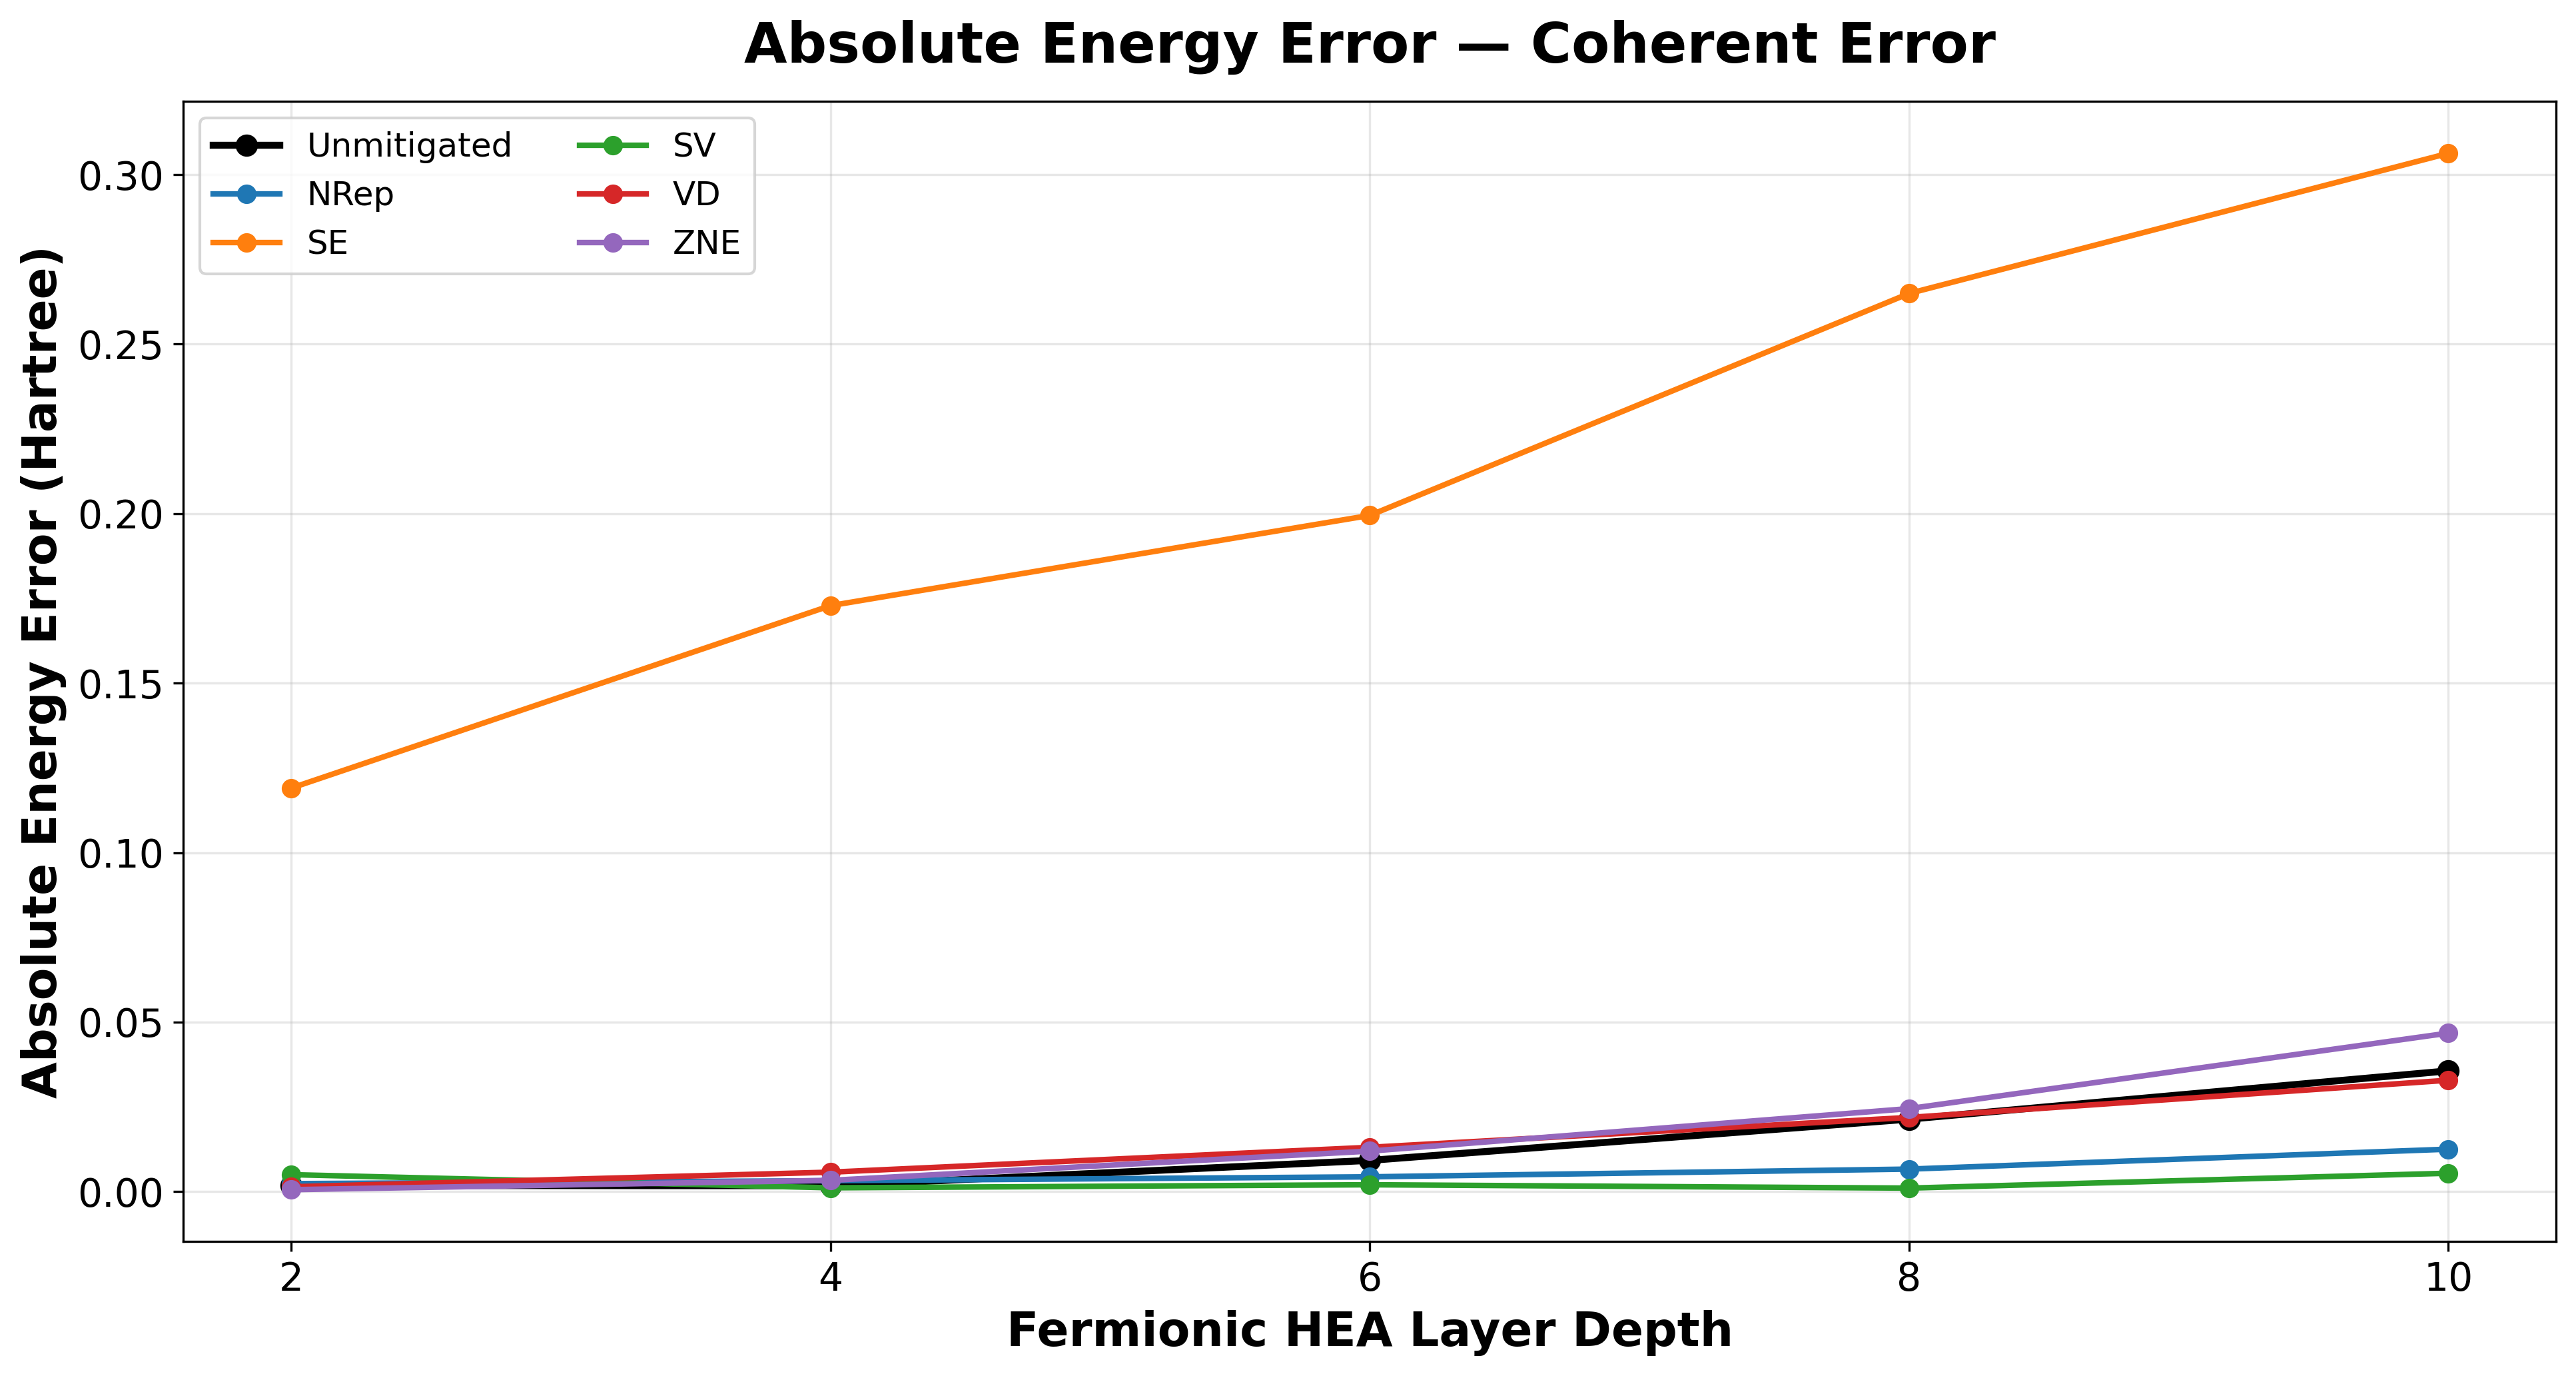 Absolute Energy Error — Coherent Error
Absolute Energy Error (Hartree)
Unmitigated
NRep
SE
SV
VD
ZNE
0.30
0.25
0.20
0.15
0.10
0.05
0.00
2 4 6 8 10
Fermionic HEA Layer Depth